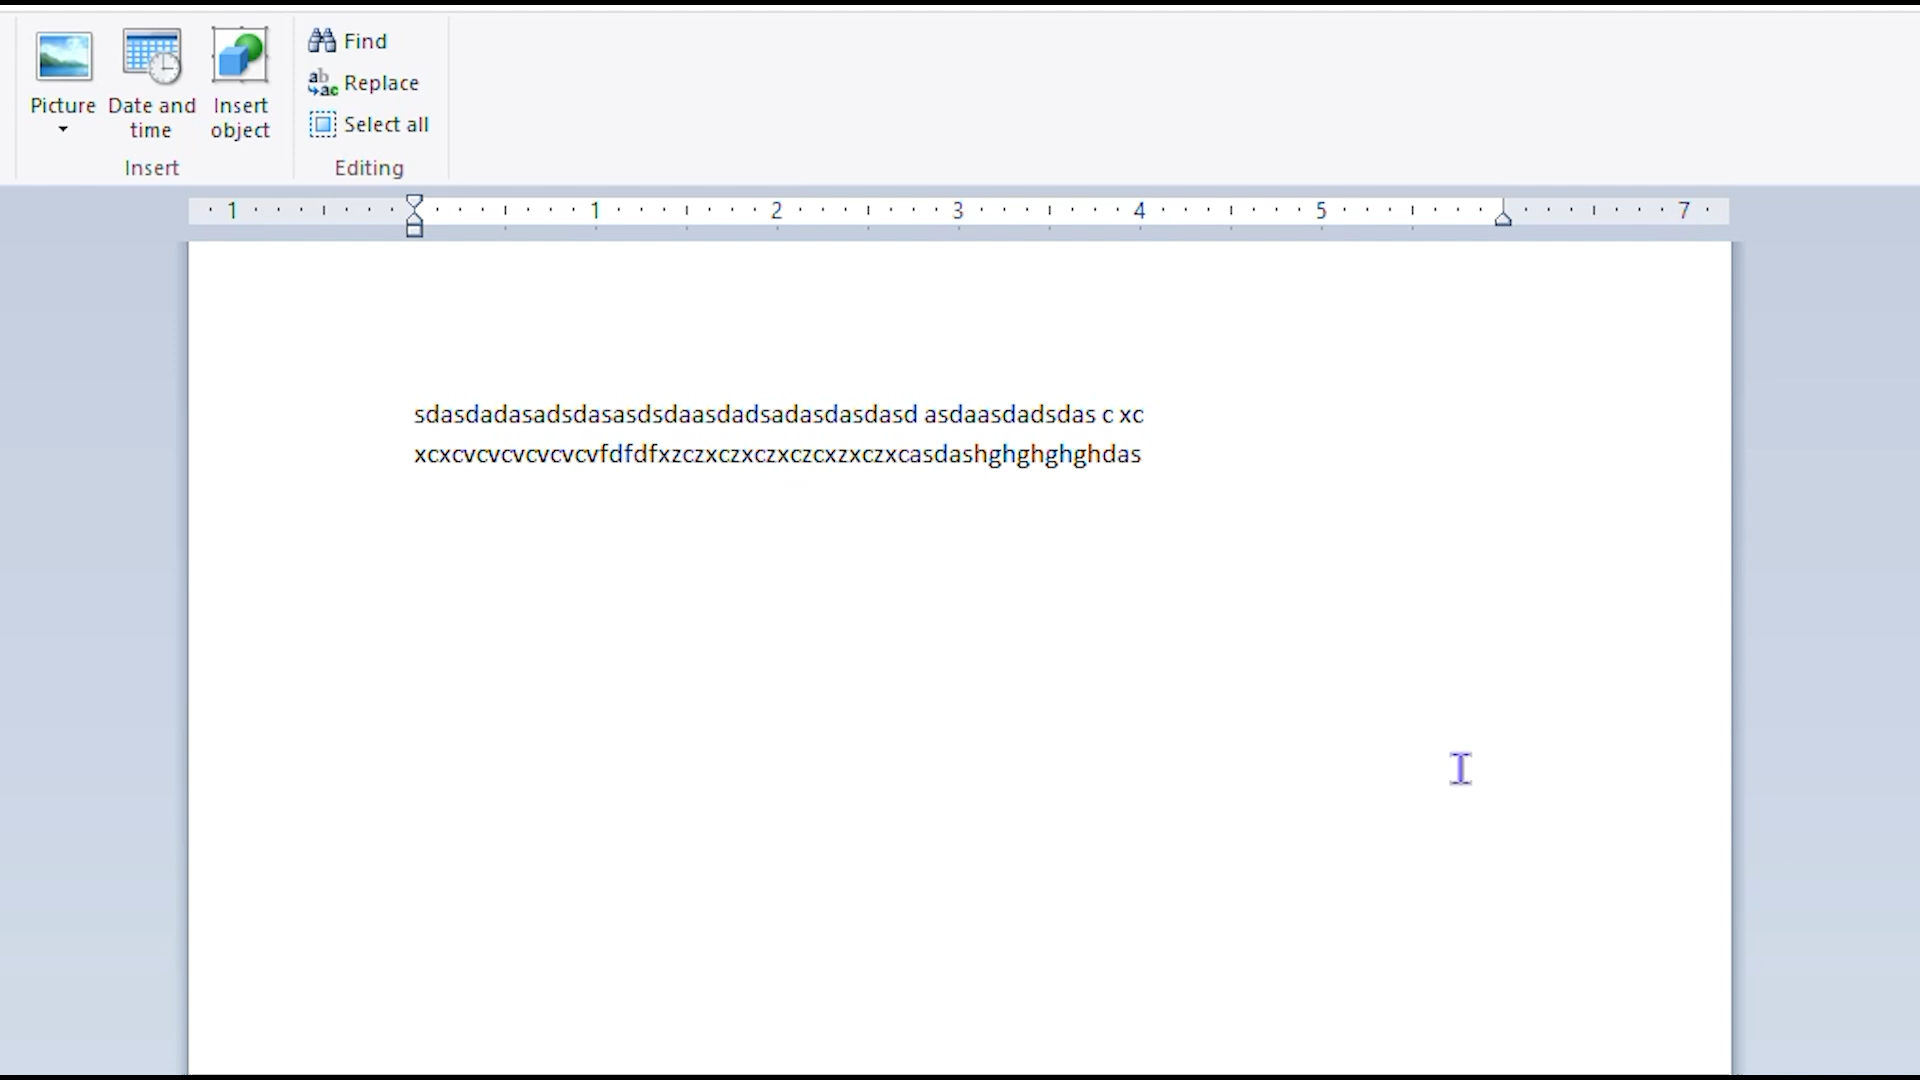 Find
Replace
Select all
Picture
Date and time
Insert object
Insert
Editing
1 1 2 3 4 5 7
sdasdadasadsdasasdsdaasdadsadasdasdasd asdaasdadsdas c xc
xcxcvcvcvcvcvcvfdfdfxzczxczxczxczcxzxczxcasdashghghghghdas